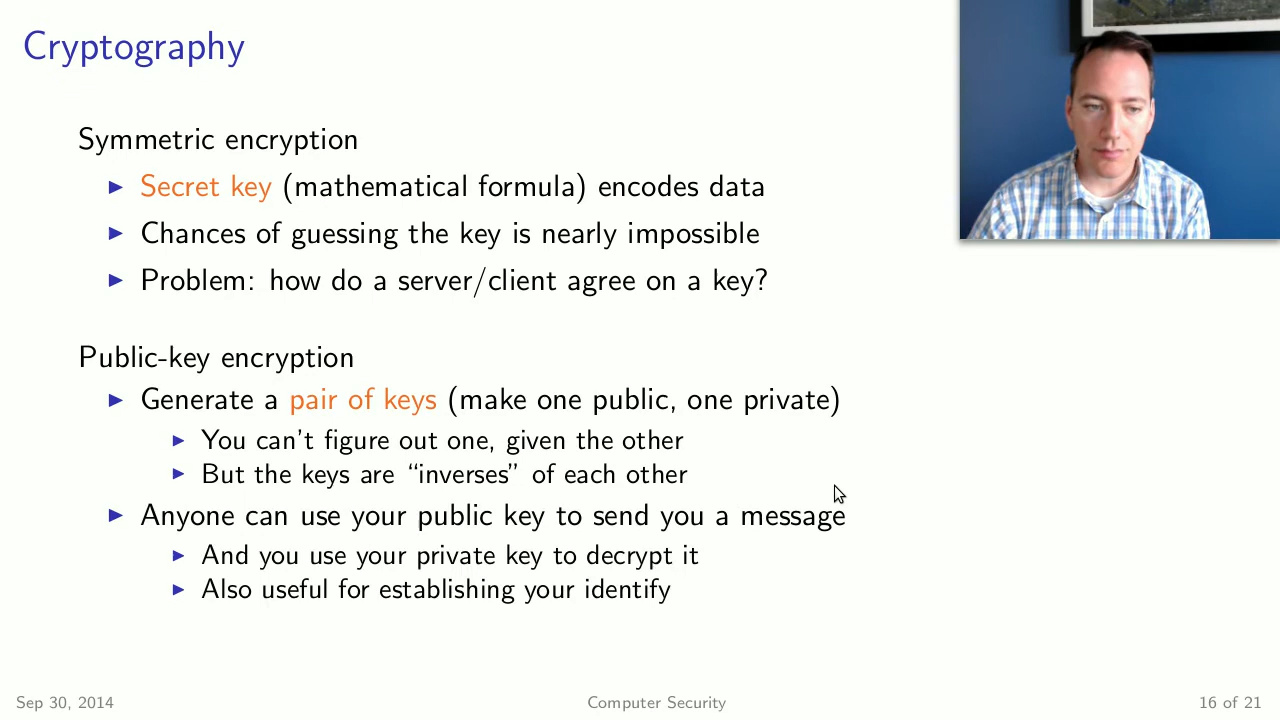 Cryptography
Symmetric encryption
Secret key (mathematical formula) encodes data
Chances of guessing the key is nearly impossible
Problem: how do a server/client agree on a key?
Public-key encryption
Generate a pair of keys (make one public, one private)
You can't figure out one, given the other
But the keys are “inverses” of each other
Anyone can use your public key to send you a message
And you use your private key to decrypt it
Also useful for establishing your identify
Sep 30, 2014
Computer Security
16 of 21